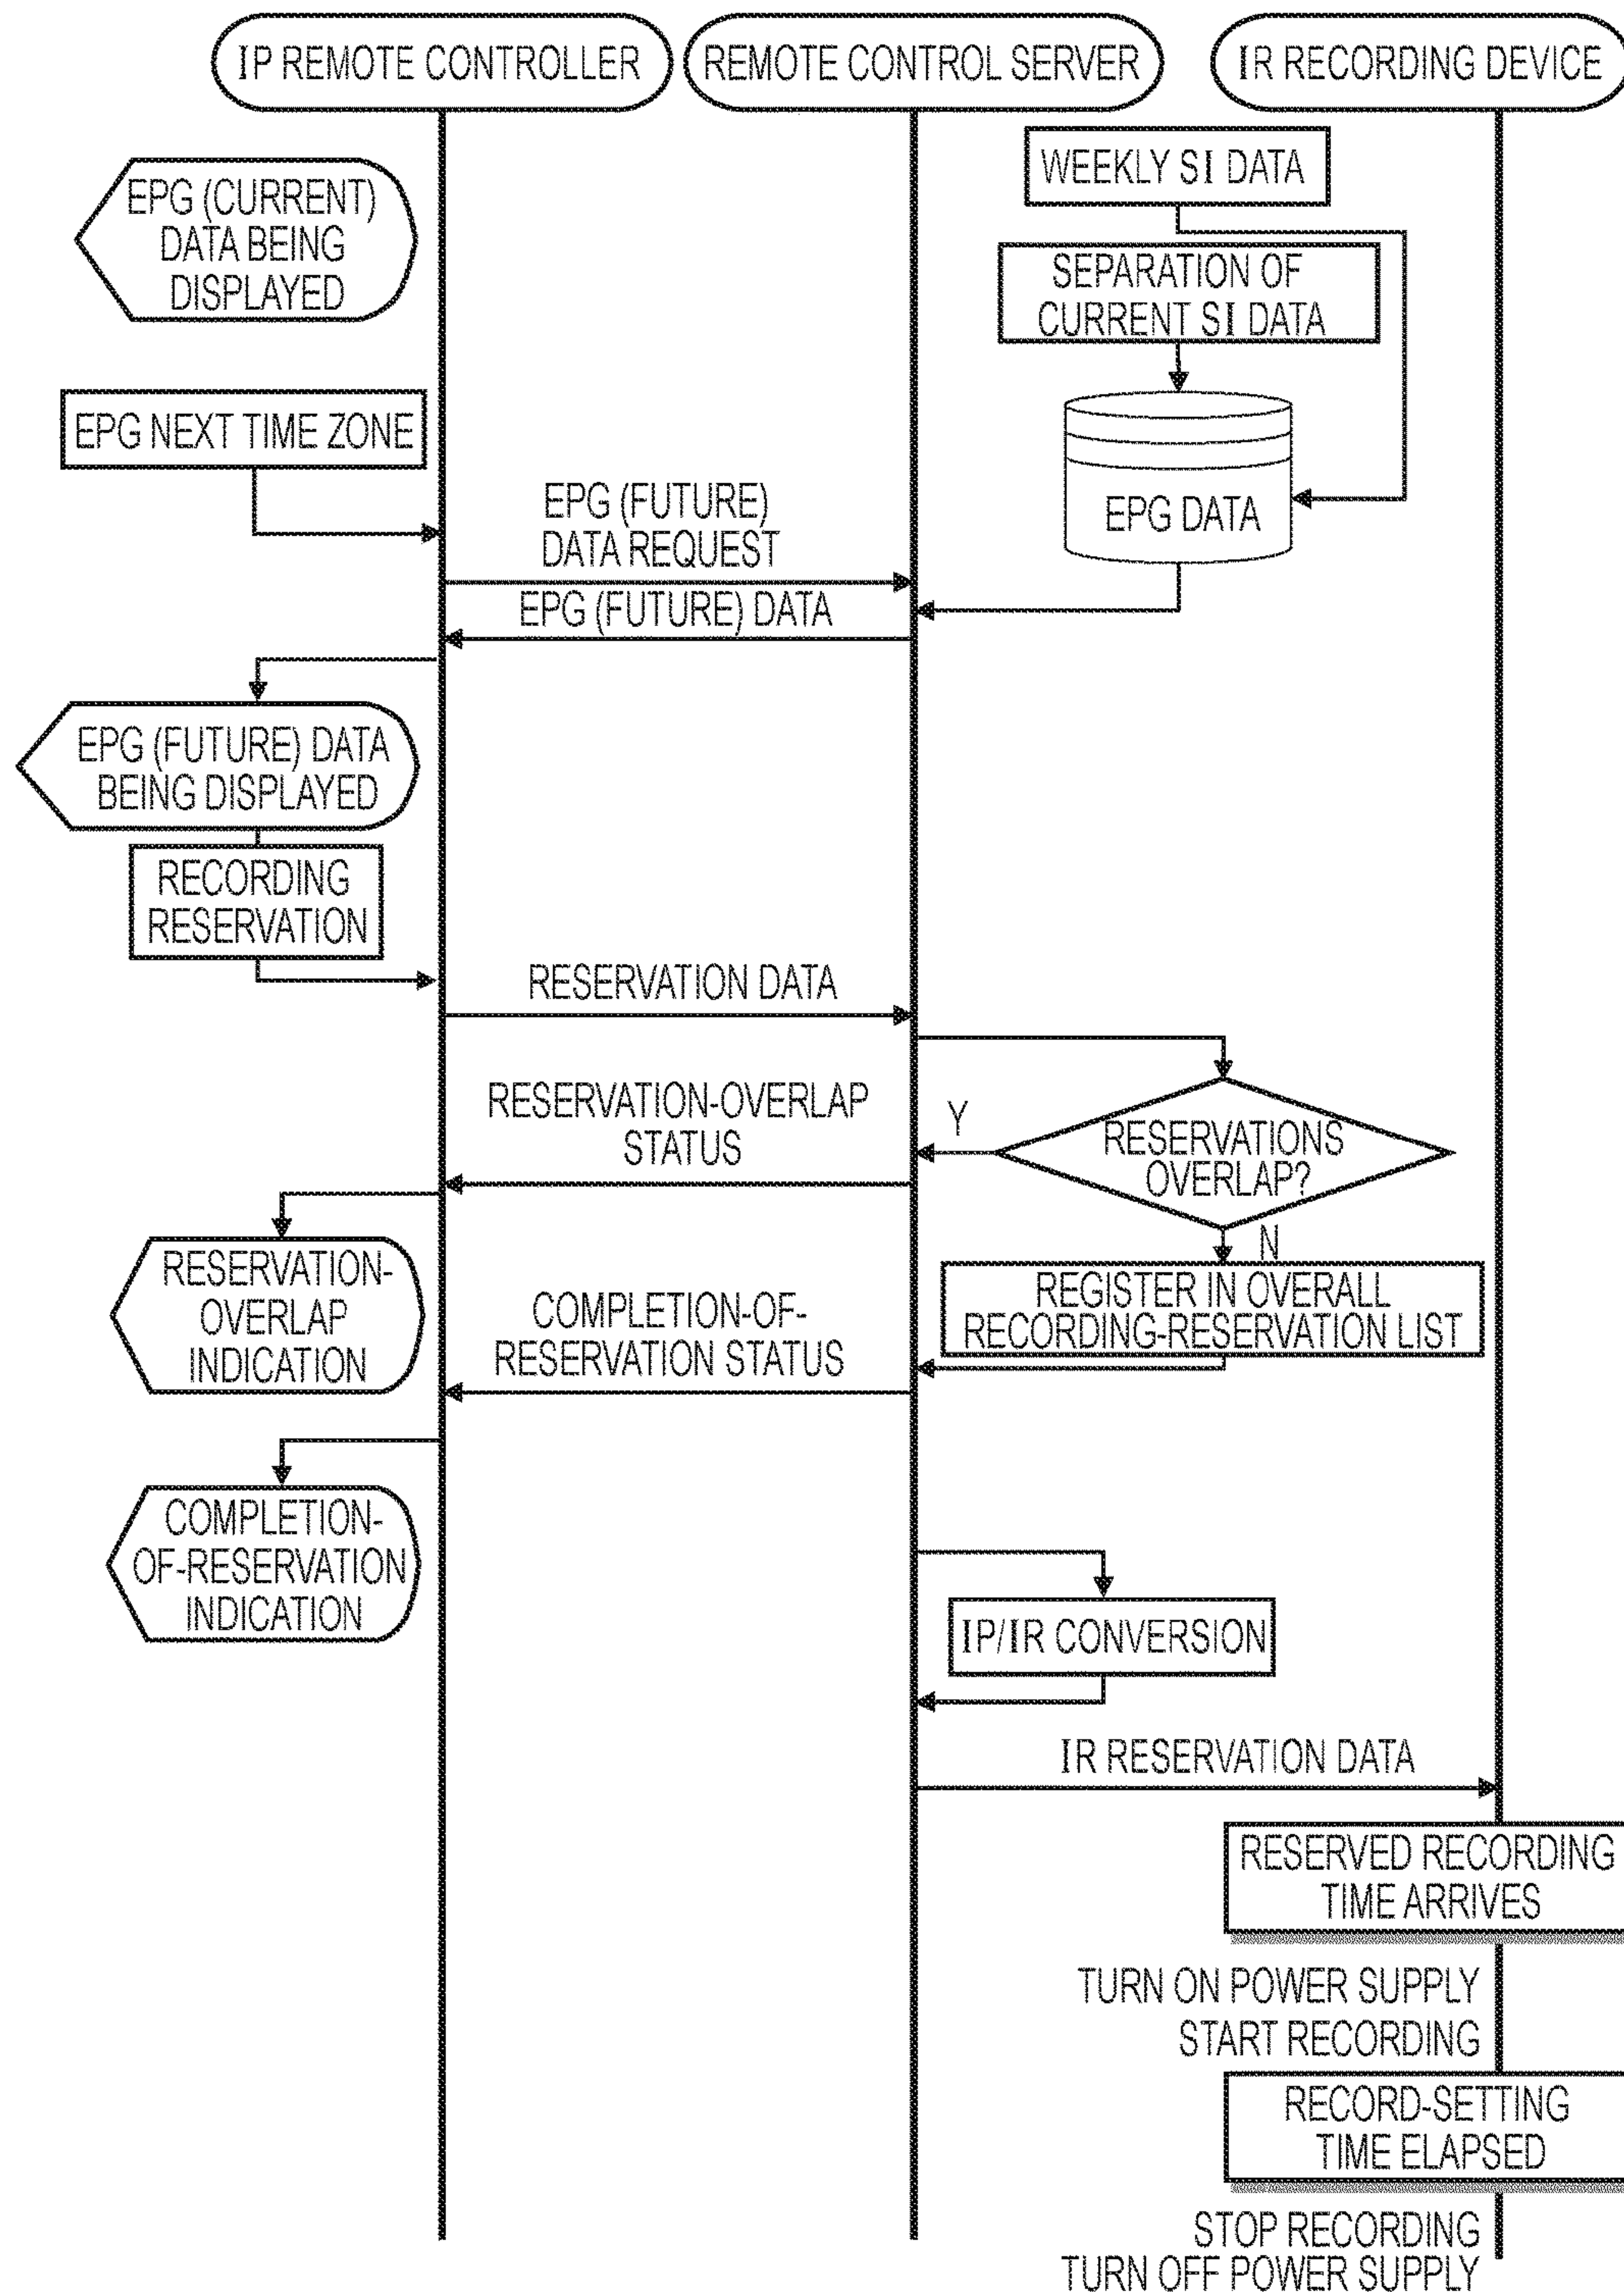 IP REMOTE CONTROLLER
REMOTE CONTROL SERVER
IR RECORDING DEVICE
WEEKLY SI DATA
EPG (CURRENT)
DATA BEING
DISPLAYED
SEPARATION OF
CURRENT SI DATA
EPG NEXT TIME ZONE
EPG DATA
EPG (FUTURE)
DATA REQUEST
EPG (FUTURE) DATA
EPG (FUTURE) DATA
BEING DISPLAYED
RECORDING
RESERVATION
RESERVATION DATA
RESERVATION-OVERLAP
STATUS
Y
RESERVATIONS
OVERLAP?
N
RESERVATION-
OVERLAP
INDICATION
REGISTER IN OVERALL
RECORDING-RESERVATION LIST
COMPLETION-OF-
RESERVATION STATUS
COMPLETION-
OF-RESERVATION
INDICATION
IP/IR CONVERSION
IR RESERVATION DATA
RESERVED RECORDING
TIME ARRIVES
TURN ON POWER SUPPLY
START RECORDING
RECORD-SETTING
TIME ELAPSED
STOP RECORDING
TURN OFF POWER SUPPLY